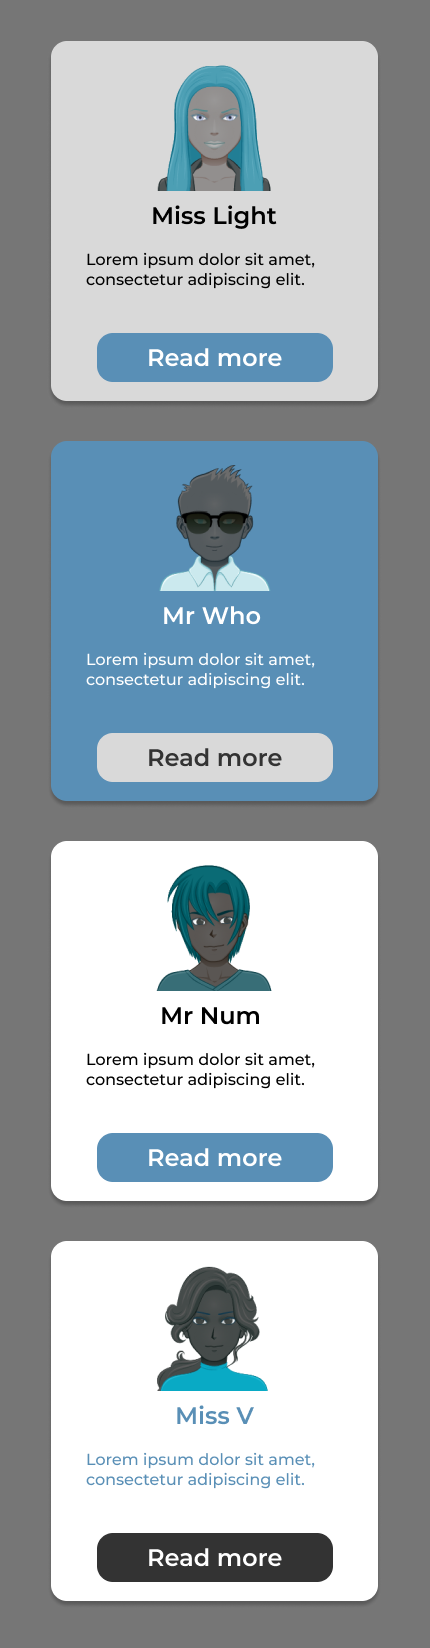 Miss Light
Lorem ipsum dolor sit amet,
consectetur adipiscing elit.
Read more
Mr Who
Lorem ipsum dolor sit amet,
consectetur adipiscing elit.
Read more
Mr Num
Lorem ipsum dolor sit amet,
consectetur adipiscing elit.
Read more
Miss V
Lorem ipsum dolor sit amet,
consectetur adipiscing elit.
Read more